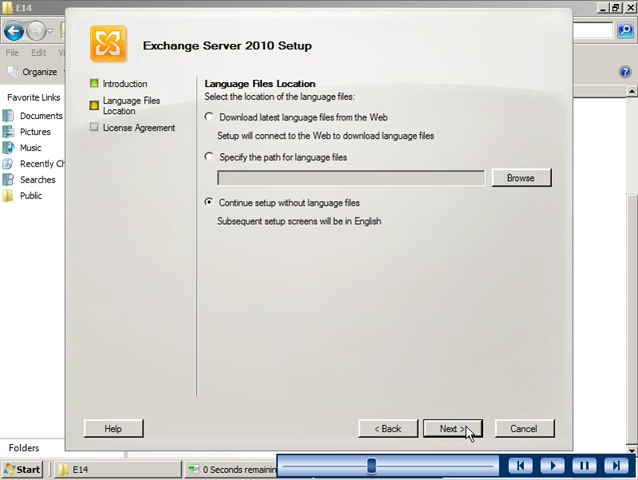 E14
File
Edit
Organize
Favorite Links
Documents
Pictures
Music
Recently Ch
Searches
Public
Folders
Exchange Server 2010 Setup
Introduction
Language Files
Location
License Agreement
Language Files Location
Select the location of the language files:
Download latest language files from the Web
Setup will connect to the Web to download language files
Specify the path for language files
Browse
Continue setup without language files
Subsequent setup screens will be in English
Help
< Back
Next >
Cancel
Start
E14
0 Seconds remainin